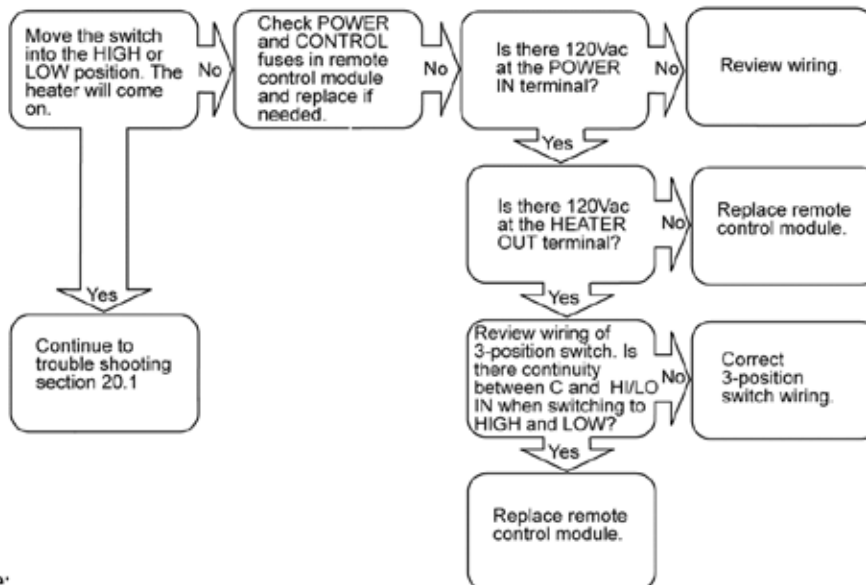 Move the switch
into the HIGH or
LOW position. The
heater will come
on.
No
Check POWER
and CONTROL
fuses in remote
control module
and replace if
needed.
No
Is there 120Vac
at the POWER
IN terminal?
No
Review wiring.
Yes
Is there 120Vac
at the HEATER
OUT terminal?
No
Replace remote
control module.
Yes
Yes
Continue to
trouble shooting
section 20.1
Review wiring of
3-position switch. Is
there continuity
between C and HI/LO
IN when switching to
HIGH and LOW?
No
Correct
3-position
switch wiring.
Yes
Replace remote
control module.